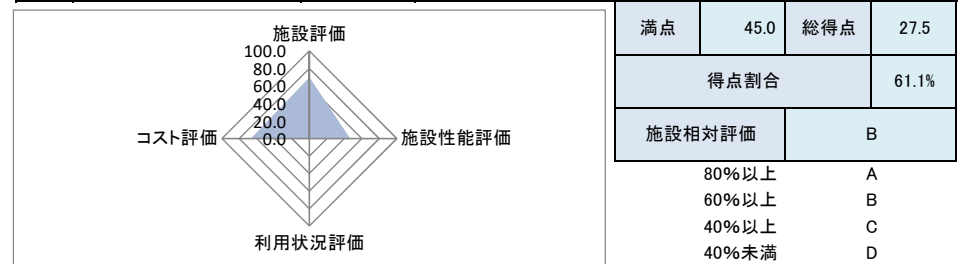 施設評価
100.0
80.0
60.0
40.0
20.0
0.0
コスト評価
施設性能評価
利用状況評価
満点 45.0 総得点 27.5
得点割合 61.1%
施設相対評価 B
80%以上 A
60%以上 B
40%以上 C
40%未満 D